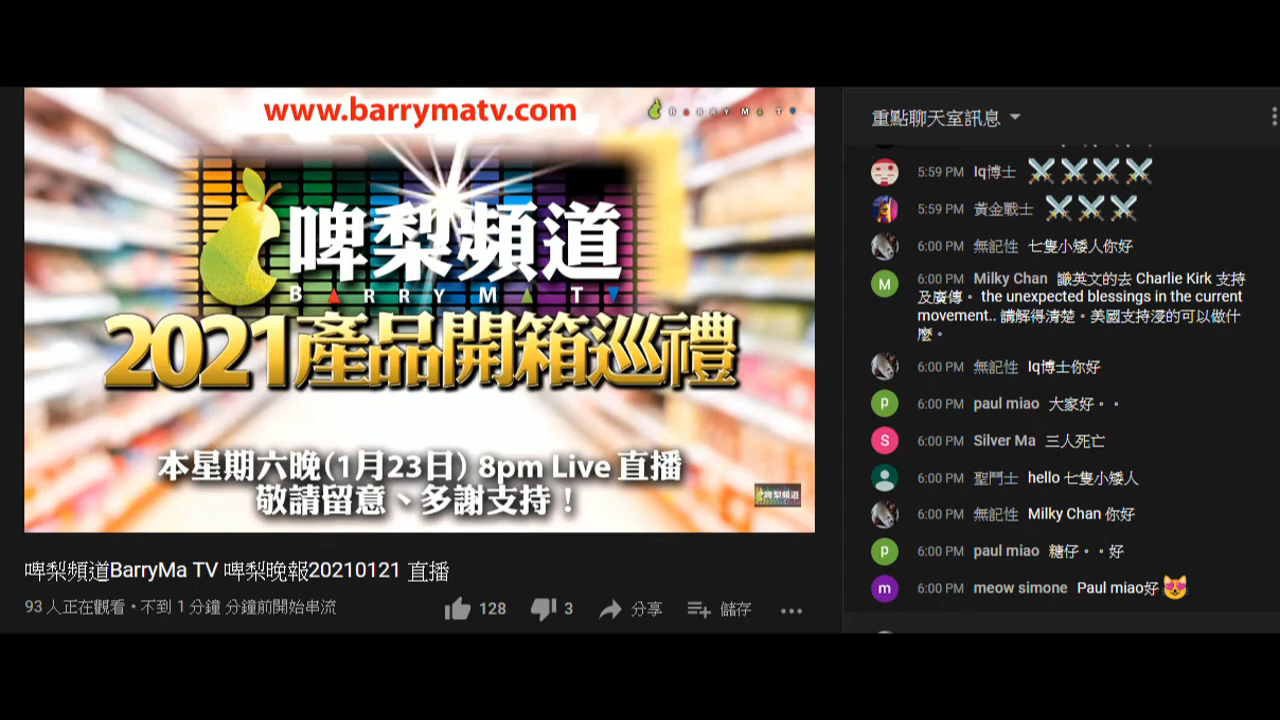 www.barrymatv.com
BARRYMATV
啤梨頻道
BARRYMATV
2021產品開箱巡禮
本星期六晚(1月23日) 8pm Live 直播
敬請留意、多謝支持！
啤梨頻道
啤梨頻道BarryMa TV 啤梨晚報20210121 直播
93 人正在觀看 • 不到 1 分鐘 分鐘前開始串流
128
3
分享
儲存
重點聊天室訊息
5:59 PM Iq博士
5:59 PM 黃金戰士
6:00 PM 無記性 七隻小矮人你好
6:00 PM Milky Chan 識英文的去 Charlie Kirk 支持
及廣傳。 the unexpected blessings in the current
movement.. 講解得清楚。美國支持浸的可以做什
麼。
6:00 PM 無記性 Iq博士你好
6:00 PM paul miao 大家好。。
6:00 PM Silver Ma 三人死亡
6:00 PM 聖鬥士 hello 七隻小矮人
6:00 PM 無記性 Milky Chan 你好
6:00 PM paul miao 糖仔。。好
6:00 PM meow simone Paul miao好